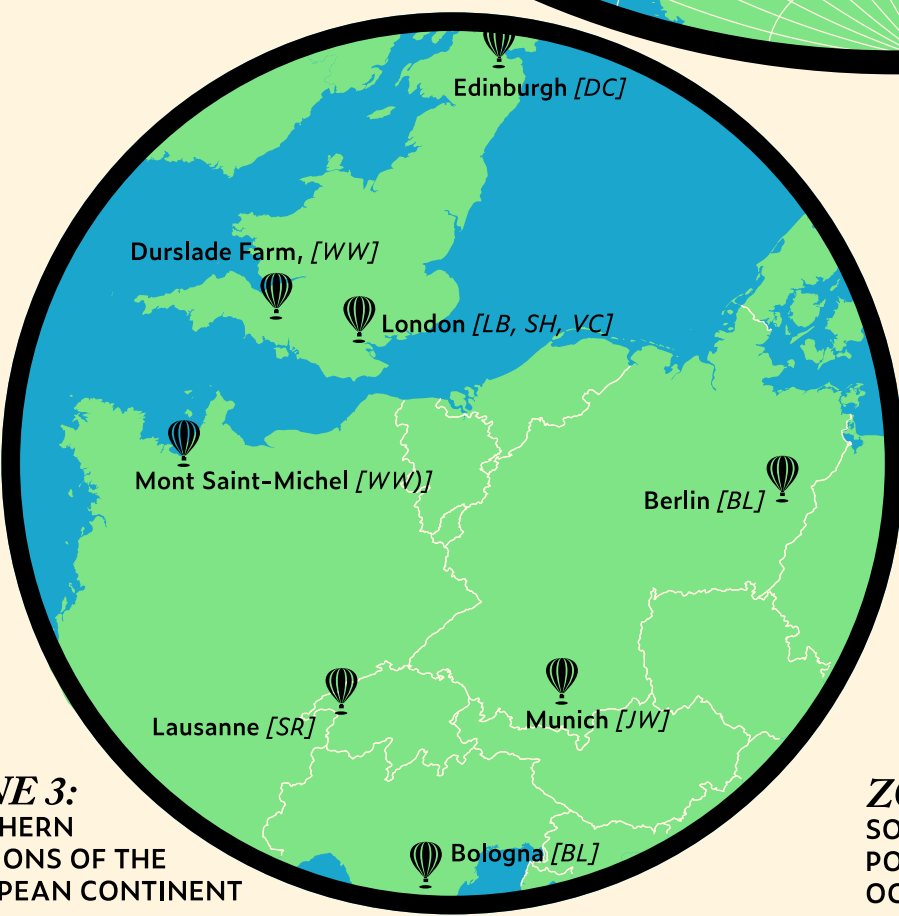 Edinburgh [DC]
Durslade Farm, [WW]
London [LB, SH, VC]
Mont Saint-Michel [WW)]
Berlin [BL]
Lausanne [SR]
Munich [JW]
Bologna [BL]
NE 3:
HERN
ONS OF THE
PEAN CONTINENT
ZO
SO
PO
OC